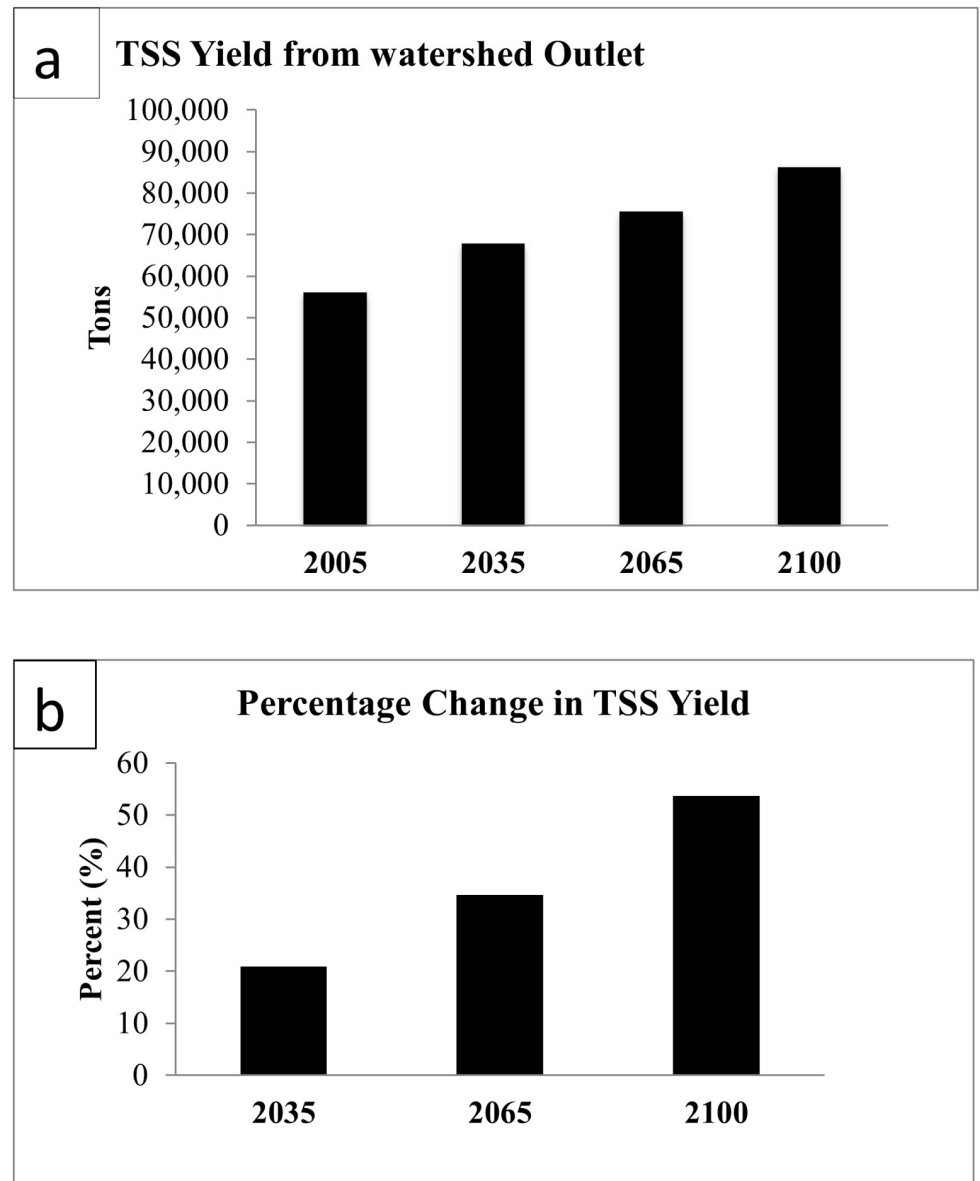 a
TSS Yield from watershed Outlet
100,000
90,000
80,000
70,000
60,000
50,000
40,000
30,000
20,000
10,000
0
Tons
2005 2035 2065 2100
b
Percentage Change in TSS Yield
60
50
40
30
20
10
0
Percent (%)
2035 2065 2100